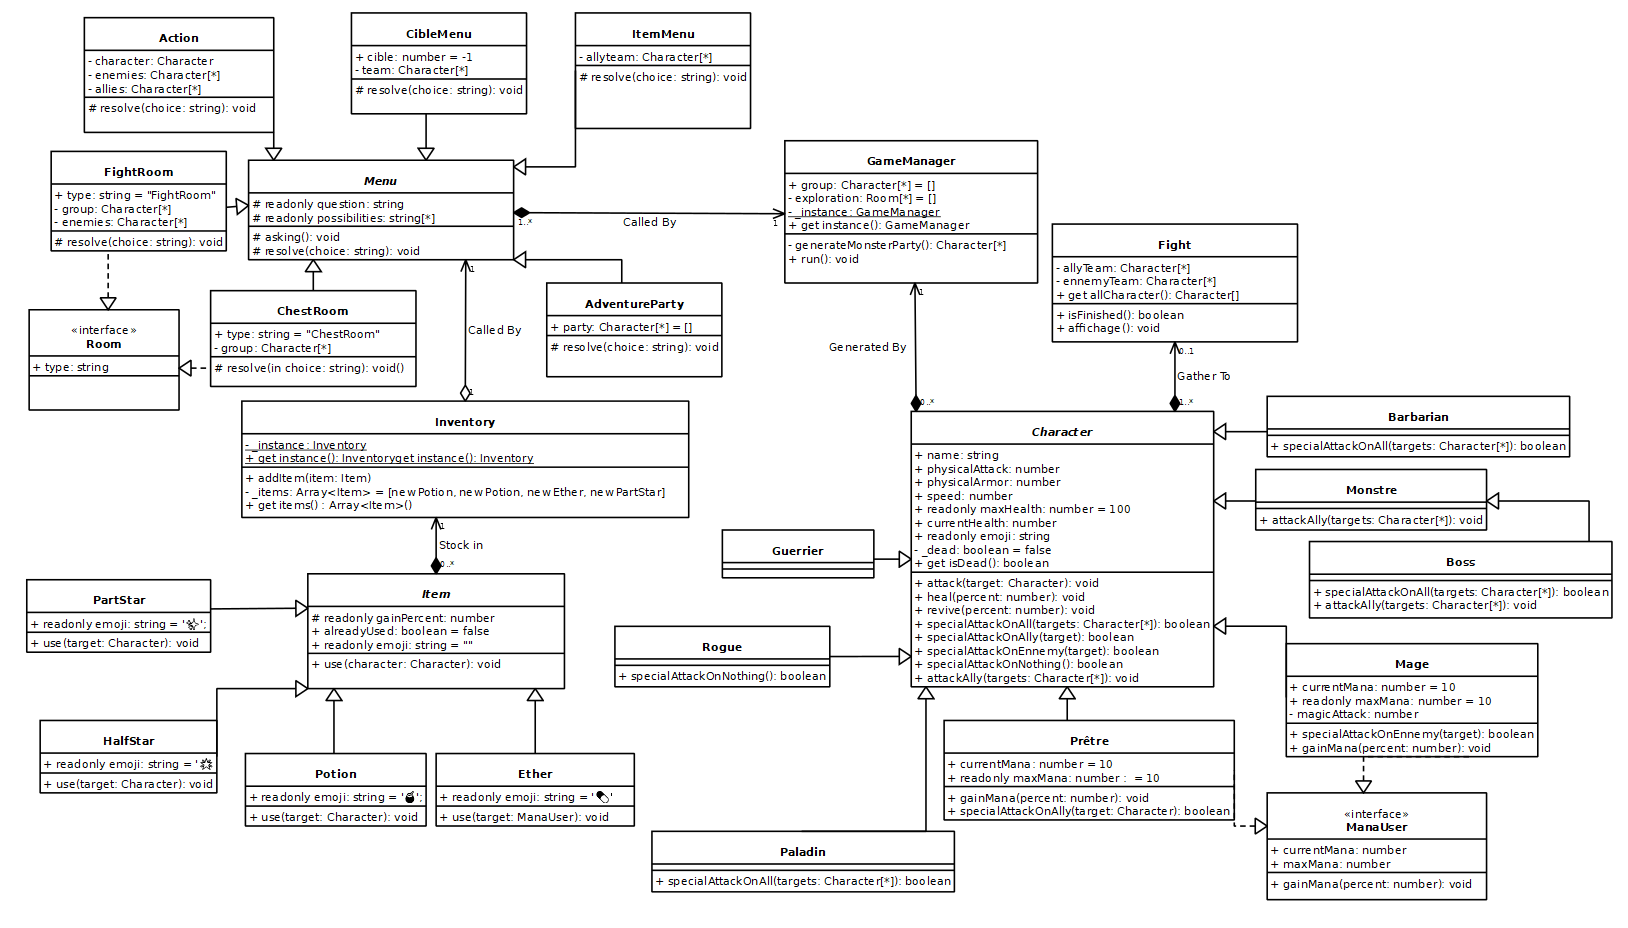 Action
- character: Character
- enemies: Character[*]
- allies: Character[*]
# resolve(choice: string): void
CibleMenu
+ cible: number = -1
- team: Character[*]
# resolve(choice: string): void
ItemMenu
- allyteam: Character[*]
# resolve(choice: string): void
FightRoom
+ type: string = "FightRoom"
- group: Character[*]
- enemies: Character[*]
# resolve(choice: string): void
Menu
# readonly question: string
# readonly possibilities: string[*]
# asking(): void
# resolve(choice: string): void
1..*
Called By
1
GameManager
+ group: Character[*] = []
- exploration: Room[*] = []
- _instance: GameManager
+ get instance(): GameManager
- generateMonsterParty(): Character[*]
+ run(): void
Fight
- allyTeam: Character[*]
- ennemyTeam: Character[*]
+ get allCharacter(): Character[]
+ isFinished(): boolean
+ affichage(): void
«interface»
Room
+ type: string
ChestRoom
+ type: string = "ChestRoom"
- group: Character[*]
# resolve(in choice: string): void()
1
Called By
1
AdventureParty
+ party: Character[*] = []
# resolve(choice: string): void
1
Generated By
0..*
0..1
Gather To
1..*
Inventory
- _instance: Inventory
+ get instance(): Inventoryget instance(): Inventory
+ addItem(item: Item)
- _items: Array<Item> = [new Potion, new Potion, new Ether, new PartStar]
+ get items() : Array<Item>()
1
Stock in
0..*
Character
+ name: string
+ physicalAttack: number
+ physicalArmor: number
+ speed: number
+ readonly maxHealth: number = 100
+ currentHealth: number
+ readonly emoji: string
- _dead: boolean = false
+ get isDead(): boolean
+ attack(target: Character): void
+ heal(percent: number): void
+ revive(percent: number): void
+ specialAttackOnAll(targets: Character[*]): boolean
+ specialAttackOnAlly(target): boolean
+ specialAttackOnEnnemy(target): boolean
+ specialAttackOnNothing(): boolean
+ attackAlly(targets: Character[*]): void
Barbarian
+ specialAttackOnAll(targets: Character[*]): boolean
Monstre
+ attackAlly(targets: Character[*]): void
Boss
+ specialAttackOnAll(targets: Character[*]): boolean
+ attackAlly(targets: Character[*]): void
Guerrier
Rogue
+ specialAttackOnNothing(): boolean
PartStar
+ readonly emoji: string = '';
+ use(target: Character): void
Item
# readonly gainPercent: number
+ alreadyUsed: boolean = false
+ readonly emoji: string = ""
+ use(character: Character): void
HalfStar
+ readonly emoji: string = '
+ use(target: Character): void
Potion
+ readonly emoji: string = '💣';
+ use(target: Character): void
Ether
+ readonly emoji: string = '💊'
+ use(target: ManaUser): void
Mage
+ currentMana: number = 10
+ readonly maxMana: number = 10
- magicAttack: number
+ specialAttackOnEnnemy(target): boolean
+ gainMana(percent: number): void
Prêtre
+ currentMana: number = 10
+ readonly maxMana: number : = 10
+ gainMana(percent: number): void
+ specialAttackOnAlly(target: Character): boolean
«interface»
ManaUser
+ currentMana: number
+ maxMana: number
+ gainMana(percent: number): void
Paladin
+ specialAttackOnAll(targets: Character[*]): boolean